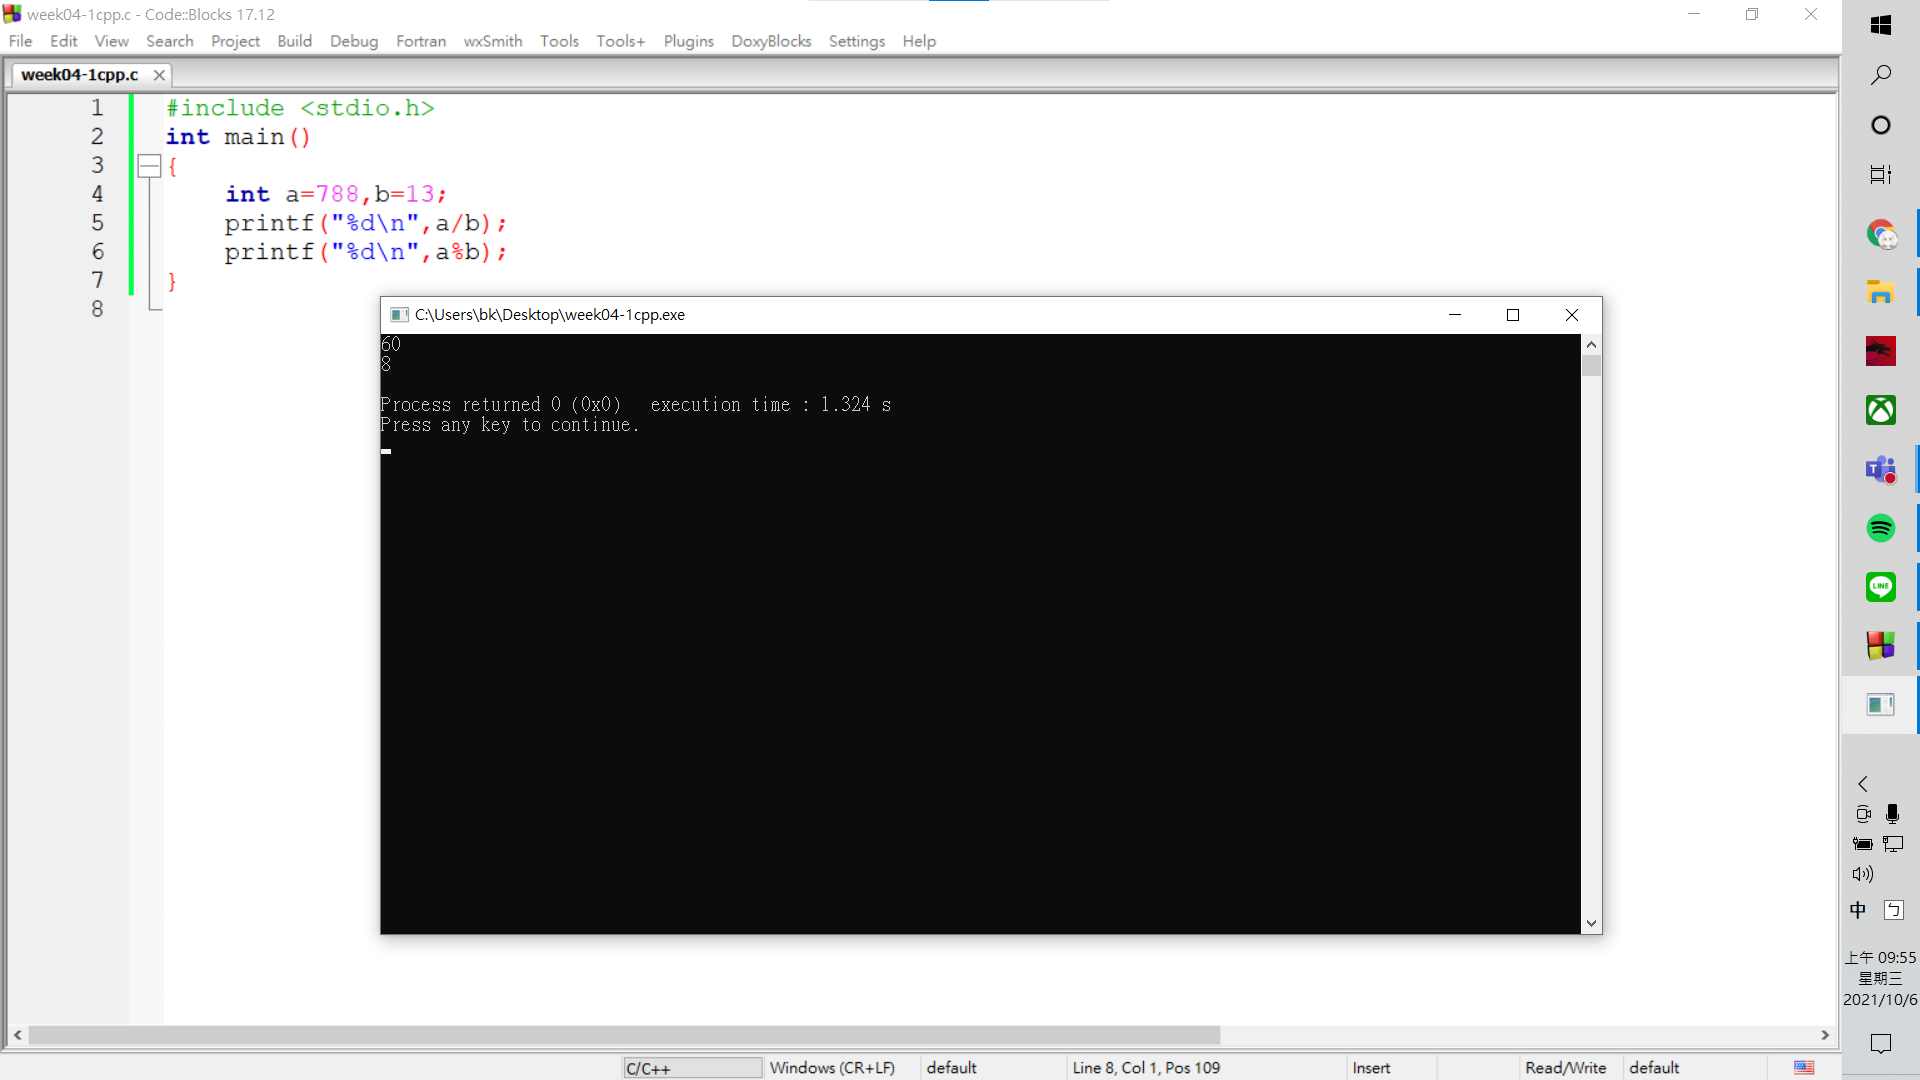 week04-1cpp.c - Code::Blocks 17.12
File Edit View Search Project Build Debug Fortran wxSmith Tools Tools+ Plugins DoxyBlocks Settings Help
week04-1cpp.c
1 #include <stdio.h>
2 int main()
3 {
4 int a=788,b=13;
5 printf("%d\n",a/b);
6 printf("%d\n",a%b);
7 }
8
C:\Users\bk\Desktop\week04-1cpp.exe
60
8
Process returned 0 (0x0) execution time : 1.324 s
Press any key to continue.
T
LINE
中 ㄅ
上午 09:55
星期三
2021/10/6
C/C++ Windows (CR+LF) default Line 8, Col 1, Pos 109 Insert Read/Write default